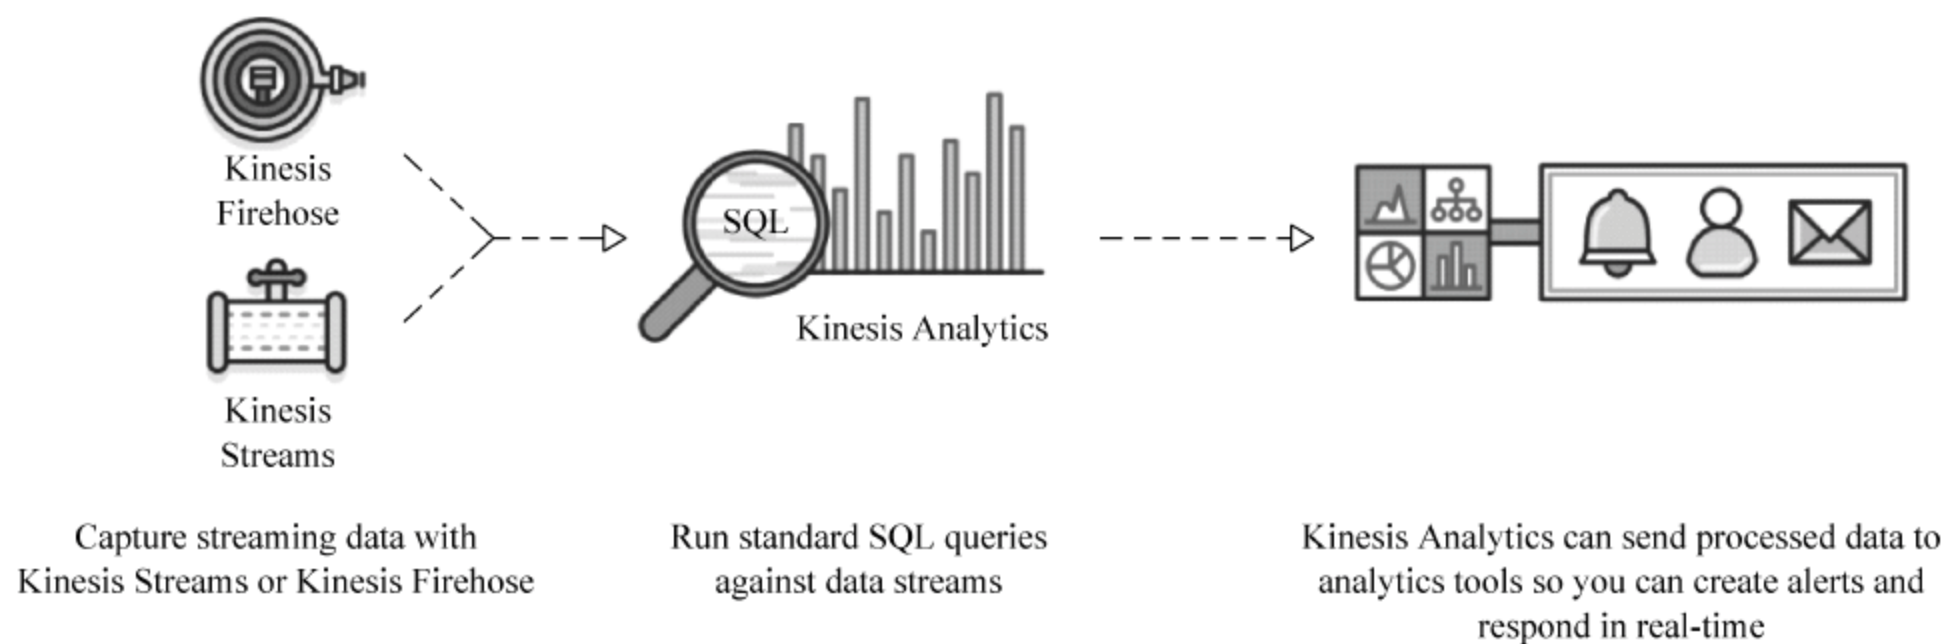 Kinesis
Firehose
Kinesis
Streams
SQL
Kinesis Analytics
Capture streaming data with
Kinesis Streams or Kinesis Firehose
Run standard SQL queries
against data streams
Kinesis Analytics can send processed data to
analytics tools so you can create alerts and
respond in real-time